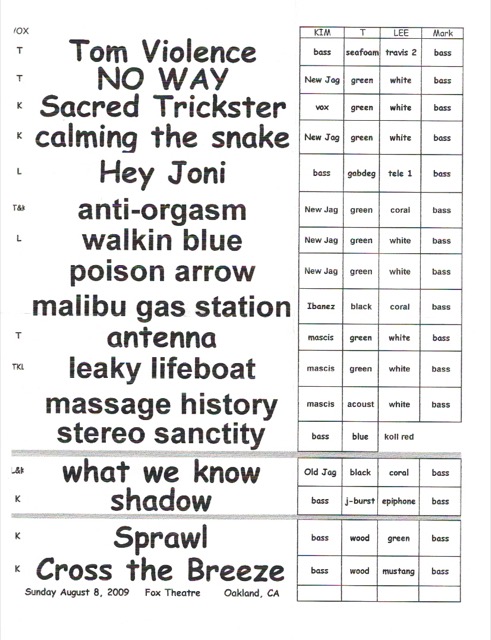 /OX KIM T LEE Mark
T Tom Violence bass seafoam travis 2 bass
T NO WAY New Jag green white bass
K Sacred Trickster vox green white bass
K calming the snake New Jag green white bass
L Hey Joni bass gabdeg tele 1 bass
T&K anti-orgasm New Jag green coral bass
L walkin blue New Jag green white bass
poison arrow New Jag green white bass
malibu gas station Ibanez black coral bass
T antenna mascis green white bass
TKL leaky lifeboat mascis green white bass
massage history mascis acoust white bass
stereo sanctity bass blue koll red
L&K what we know Old Jag black coral bass
K shadow bass j-burst epiphone bass
K Sprawl bass wood green bass
K Cross the Breeze bass wood mustang bass
Sunday August 8, 2009 Fox Theatre Oakland, CA